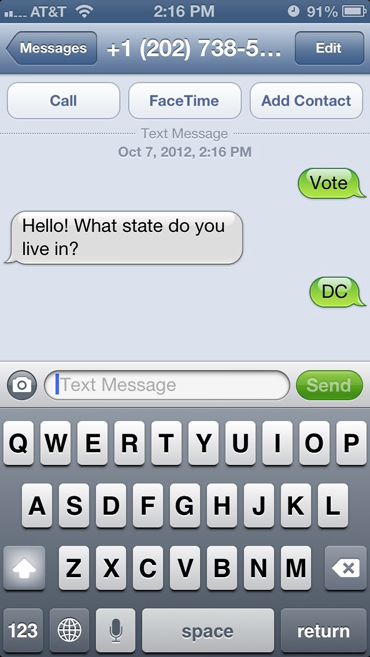 AT&T 2:16 PM 91%
Messages +1 (202) 738-5... Edit
Call FaceTime Add Contact
Text Message
Oct 7, 2012, 2:16 PM
Vote
Hello! What state do you
live in?
DC
Text Message Send
Q W E R T Y U I O P
A S D F G H J K L
Z X C V B N M
123 space return